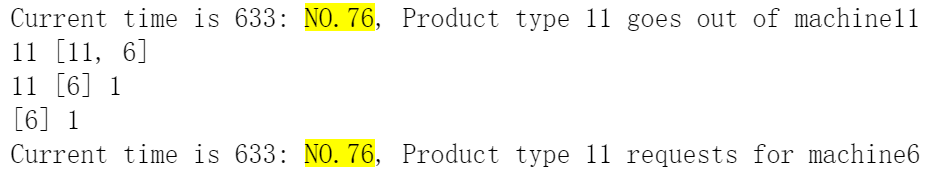 Current time is 633: NO.76, Product type 11 goes out of machine11
11 [11, 6]
11 [6] 1
[6] 1
Current time is 633: NO.76, Product type 11 requests for machine6